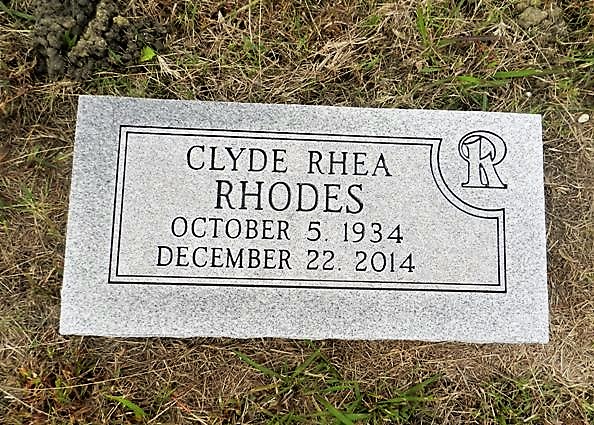 R
CLYDE RHEA
RHODES
OCTOBER 5. 1934
DECEMBER 22. 2014